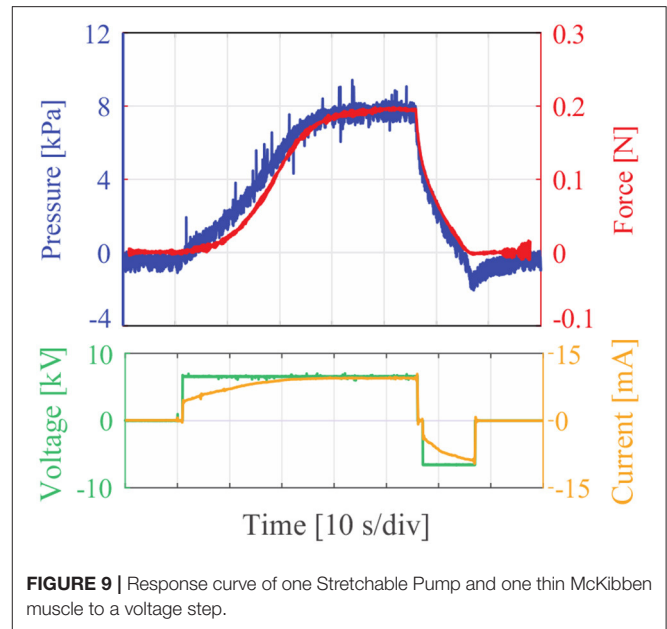 12
8
4
0
-4
Pressure [kPa]
0.3
0.2
0.1
0
-0.1
Force [N]
10
0
-10
Voltage [kV]
-15
-0
-15
Current [mA]
Time [10 s/div]
FIGURE 9 | Response curve of one Stretchable Pump and one thin McKibben
muscle to a voltage step.